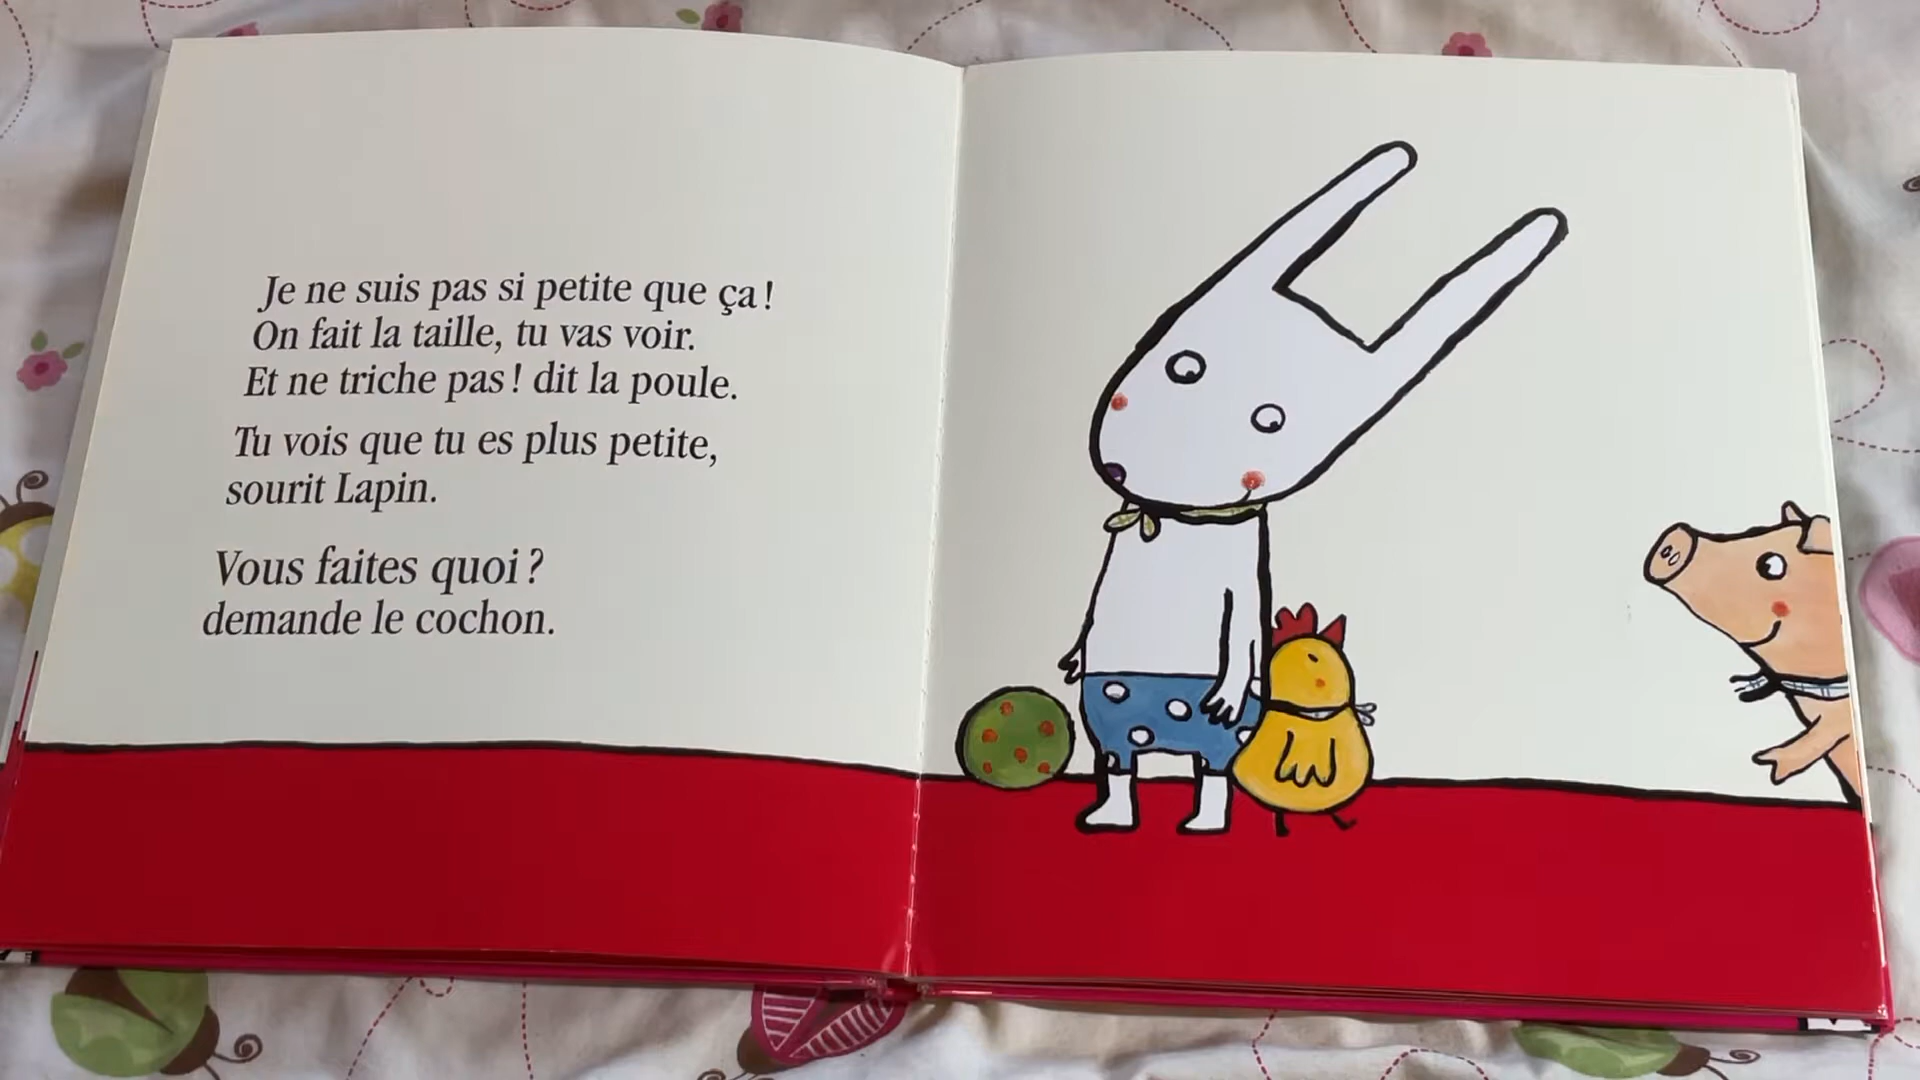 Je ne suis pas si petite que ça !
On fait la taille, tu vas voir.
Et ne triche pas ! dit la poule.
Tu vois que tu es plus petite,
sourit Lapin.
Vous faites quoi ?
demande le cochon.